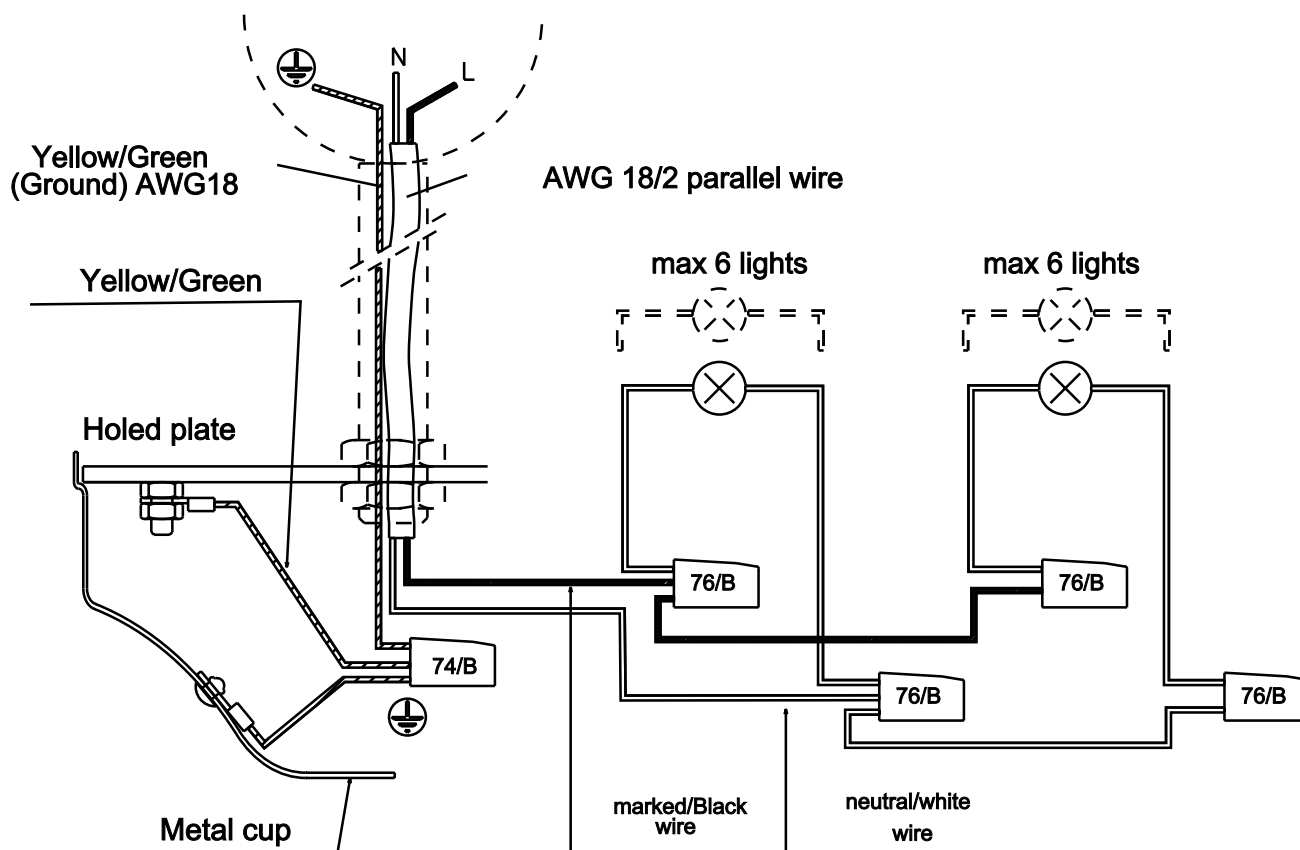 N
L
Yellow/Green
(Ground) AWG18
AWG 18/2 parallel wire
Yellow/Green
max 6 lights
max 6 lights
Holed plate
76/B
76/B
74/B
76/B
76/B
marked/Black
wire
neutral/white
wire
Metal cup